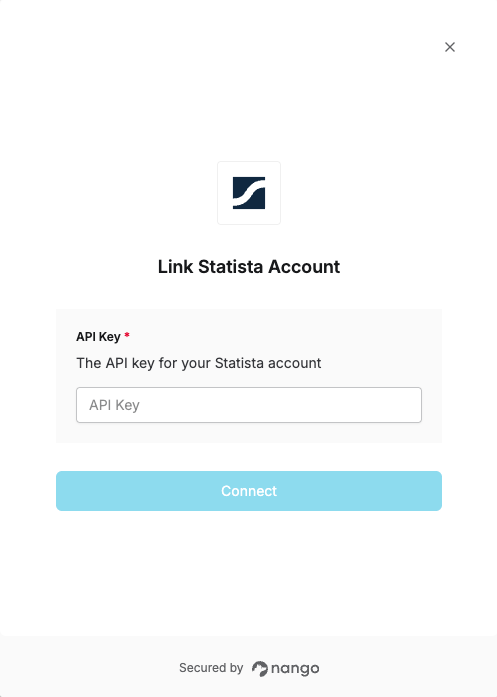 Link Statista Account
API Key *
The API key for your Statista account
API Key
Connect
Secured by nango